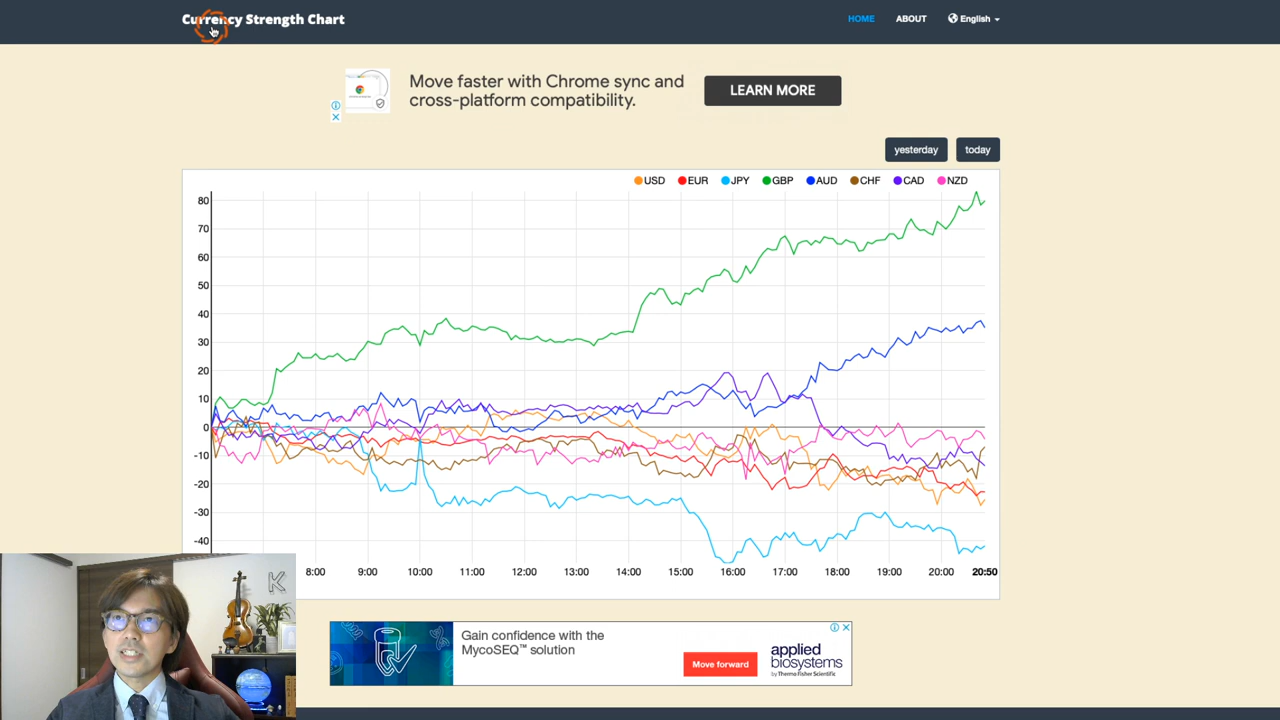 Currency Strength Chart
HOME
ABOUT
English
Move faster with Chrome sync and
cross-platform compatibility.
LEARN MORE
yesterday
today
USD
EUR
JPY
GBP
AUD
CHF
CAD
NZD
80
70
60
50
40
30
20
10
0
-10
-20
-30
-40
8:00
9:00
10:00
11:00
12:00
13:00
14:00
15:00
16:00
17:00
18:00
19:00
20:00
20:50
K
Gain confidence with the
MycoSEQ™ solution
Move forward
applied
biosystems
by Thermo Fisher Scientific